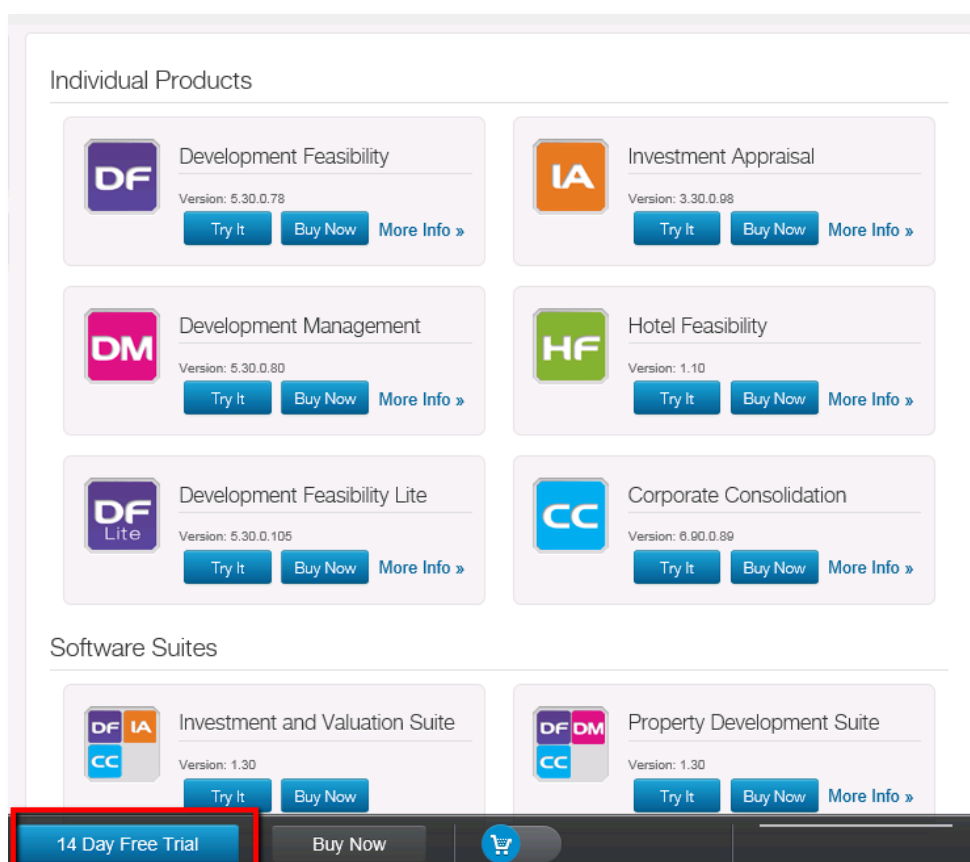 Individual Products
DF
Development Feasibility
Version: 5.30.0.78
Try It Buy Now More Info »
IA
Investment Appraisal
Version: 3.30.0.98
Try It Buy Now More Info »
DM
Development Management
Version: 5.30.0.80
Try It Buy Now More Info »
HF
Hotel Feasibility
Version: 1.10
Try It Buy Now More Info »
DF
Lite
Development Feasibility Lite
Version: 5.30.0.105
Try It Buy Now More Info »
CC
Corporate Consolidation
Version: 6.90.0.89
Try It Buy Now More Info »
Software Suites
DF IA
CC
Investment and Valuation Suite
Version: 1.30
Try It Buy Now
DF DM
CC
Property Development Suite
Version: 1.30
Try It Buy Now More Info »
14 Day Free Trial Buy Now